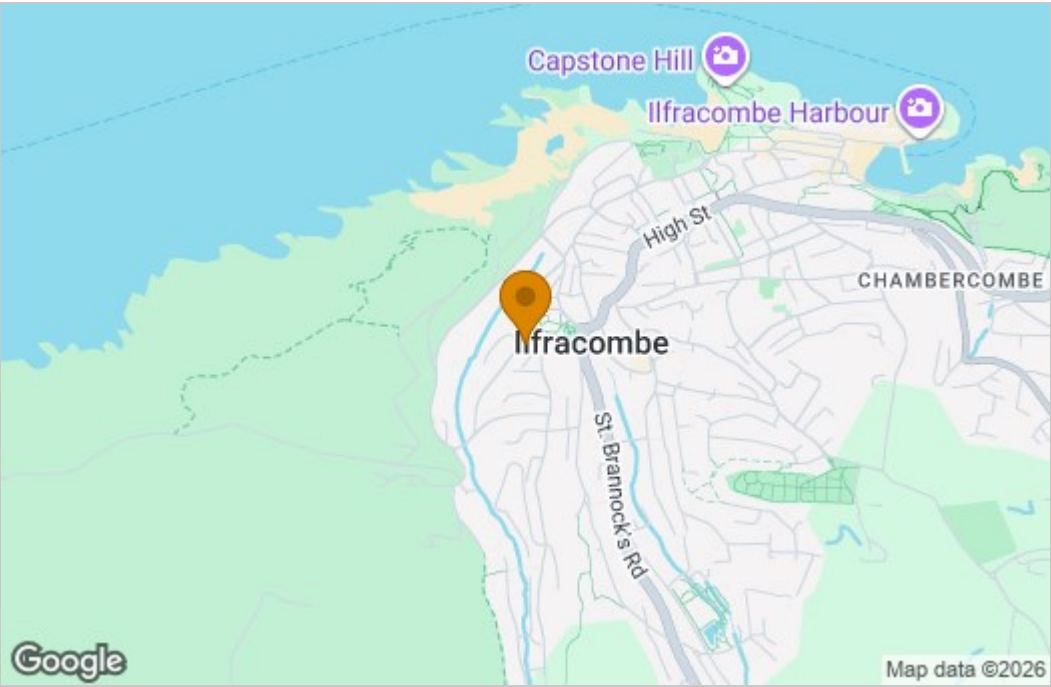 Capstone Hill
Ilfracombe Harbour
High St
CHAMBERCOMBE
Ilfracombe
St. Brannock's Rd
Google
Map data ©2026